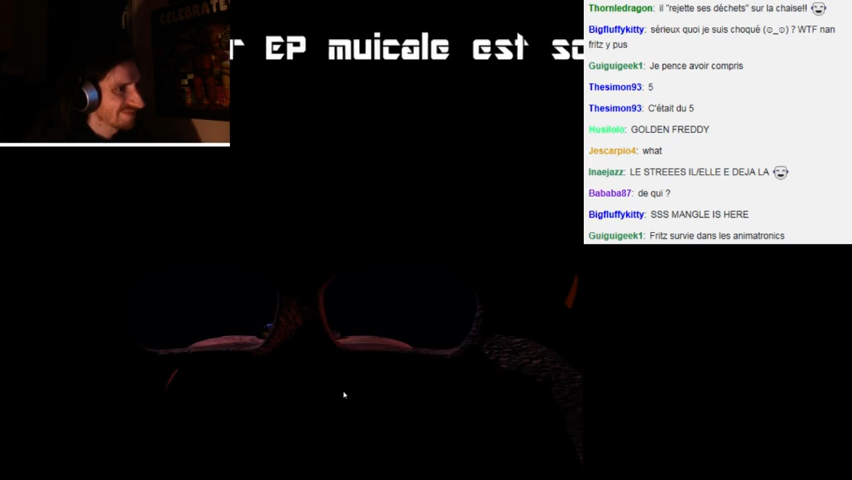 CELEBRATE
r EP muicale est so
Thornledragon: il "rejette ses déchets" sur la chaise!!
Bigfluffykitty: sérieux quoi je suis choqué (⊙_⊙) ? WTF nan
fritz y pus
Guiguigeek1: Je pence avoir compris
Thesimon93: 5
Thesimon93: C'était du 5
Husilolo: GOLDEN FREDDY
Jescarpio4: what
Inaejazz: LE STREEES IL/ELLE E DEJA LA
Bababa87: de qui ?
Bigfluffykitty: SSS MANGLE IS HERE
Guiguigeek1: Fritz survie dans les animatronics